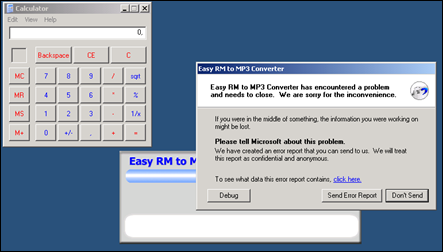 Calculator
Edit View Help
0,
Backspace CE C
MC 7 8 9 / sqrt
MR 4 5 6 * %
MS 1 2 3 - 1/x
M+ 0 +/- , + =
Easy RM to M
Easy RM to MP3 Converter
Easy RM to MP3 Converter has encountered a problem
and needs to close. We are sorry for the inconvenience.
If you were in the middle of something, the information you were working on
might be lost.
Please tell Microsoft about this problem.
We have created an error report that you can send to us. We will treat
this report as confidential and anonymous.
To see what data this error report contains, click here.
Debug Send Error Report Don't Send